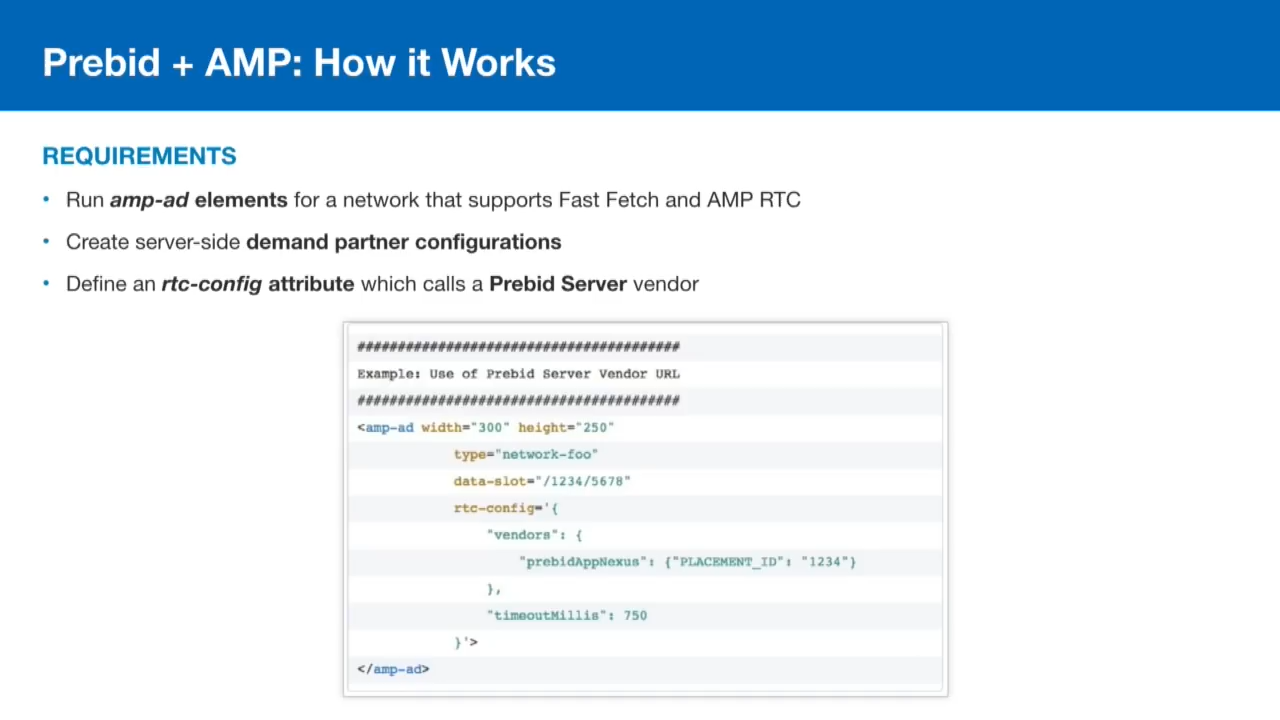 Prebid + AMP: How it Works
REQUIREMENTS
• Run amp-ad elements for a network that supports Fast Fetch and AMP RTC
• Create server-side demand partner configurations
• Define an rtc-config attribute which calls a Prebid Server vendor
########################################
Example: Use of Prebid Server Vendor URL
########################################
<amp-ad width="300" height="250"
            type="network-foo"
            data-slot="/1234/5678"
            rtc-config='{
                "vendors": {
                    "prebidAppNexus": {"PLACEMENT_ID": "1234"}
                },
                "timeoutMillis": 750
            }'>
</amp-ad>